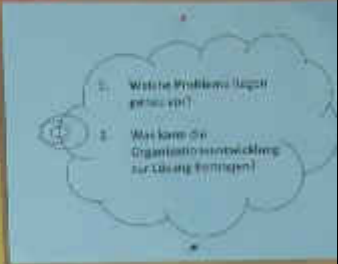 1. Welche Probleme liegen
genau vor?
2. Was kann die
Organisationsentwicklung
zur Lösung beitragen?